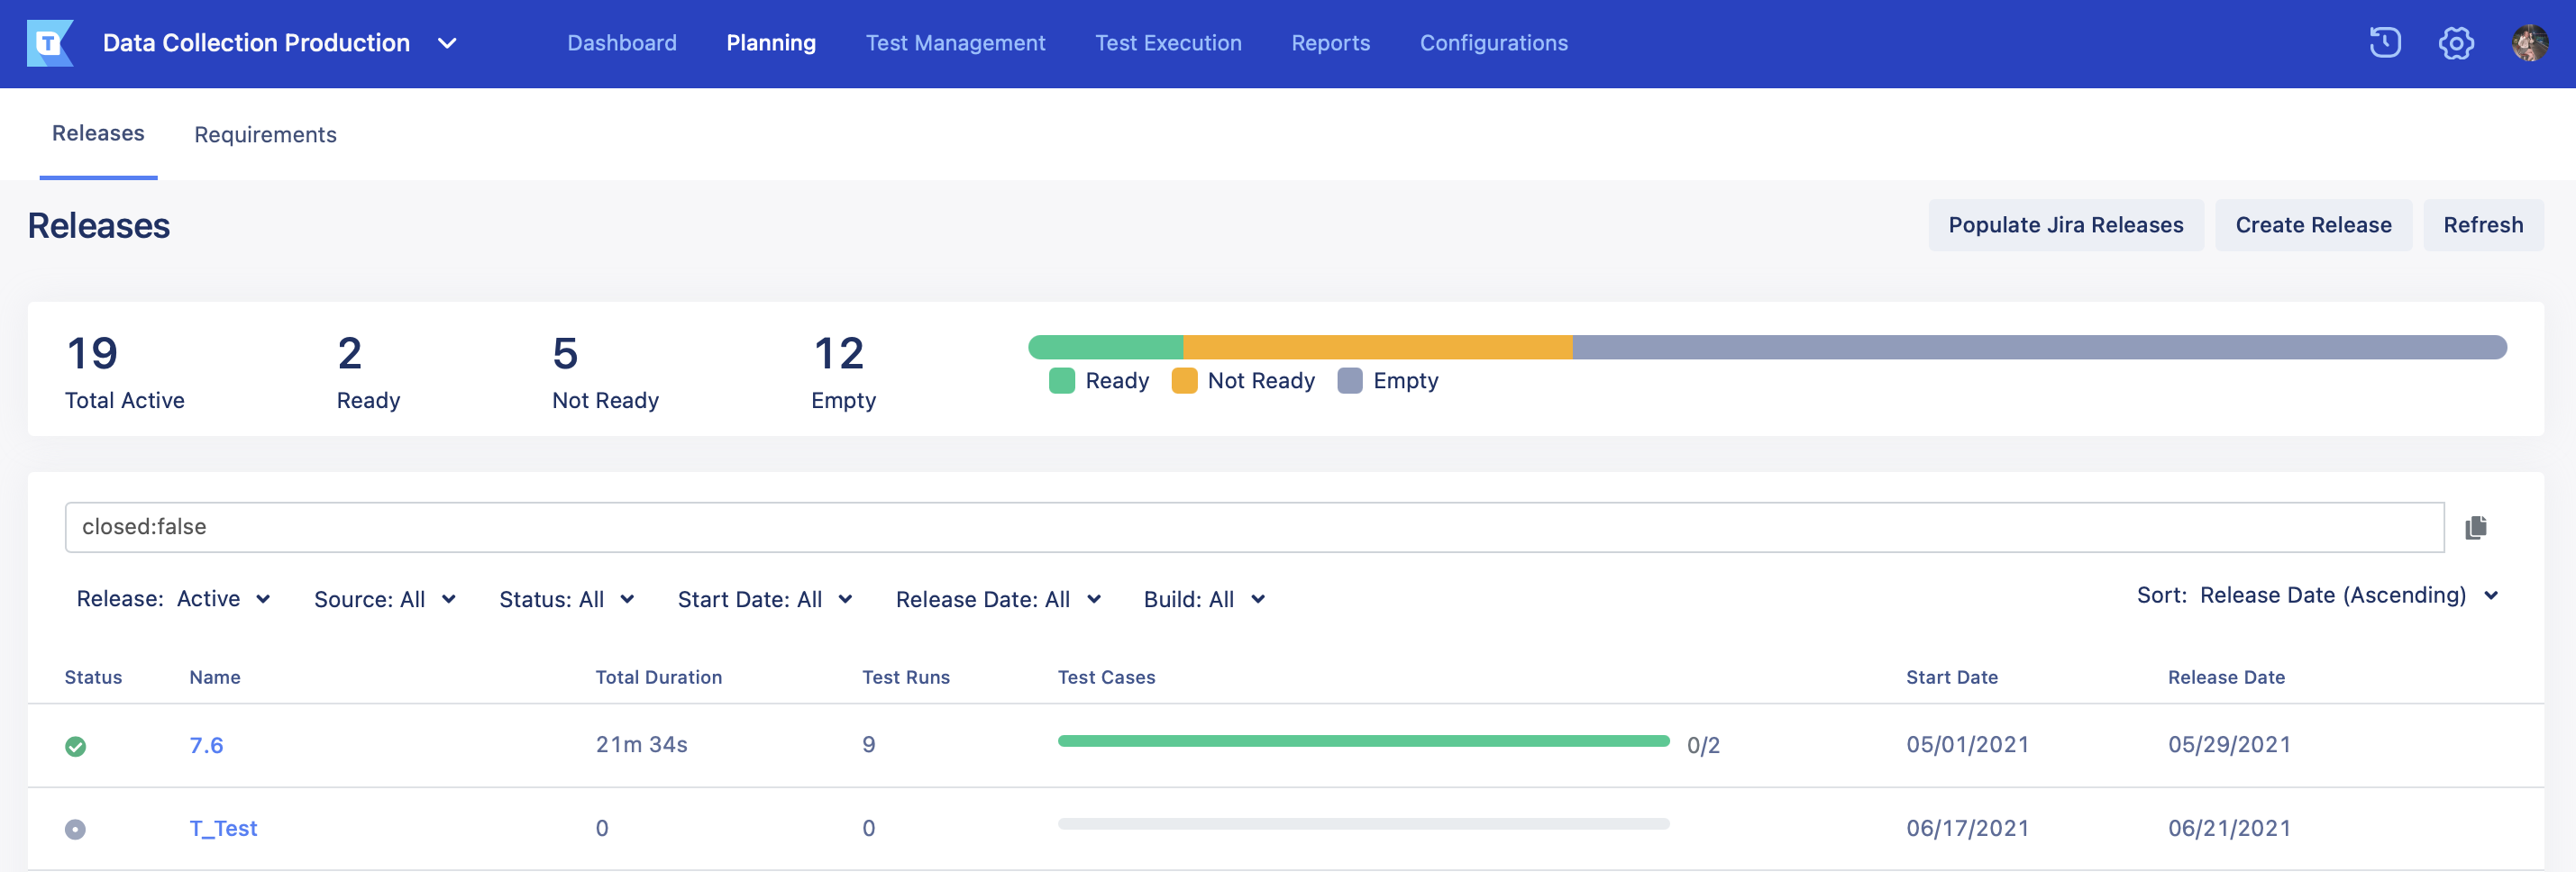 T Data Collection Production Dashboard Planning Test Management Test Execution Reports Configurations
Releases Requirements
Releases Populate Jira Releases Create Release Refresh
19 2 5 12
Total Active Ready Not Ready Empty
Ready Not Ready Empty
closed:false
Release: Active Source: All Status: All Start Date: All Release Date: All Build: All Sort: Release Date (Ascending)
Status Name Total Duration Test Runs Test Cases Start Date Release Date
7.6 21m 34s 9 0/2 05/01/2021 05/29/2021
T_Test 0 0 06/17/2021 06/21/2021